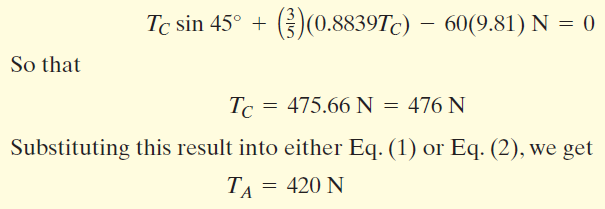 T_C sin 45° + (3/5)(0.8839T_C) − 60(9.81) N = 0
So that
T_C = 475.66 N = 476 N
Substituting this result into either Eq. (1) or Eq. (2), we get
T_A = 420 N